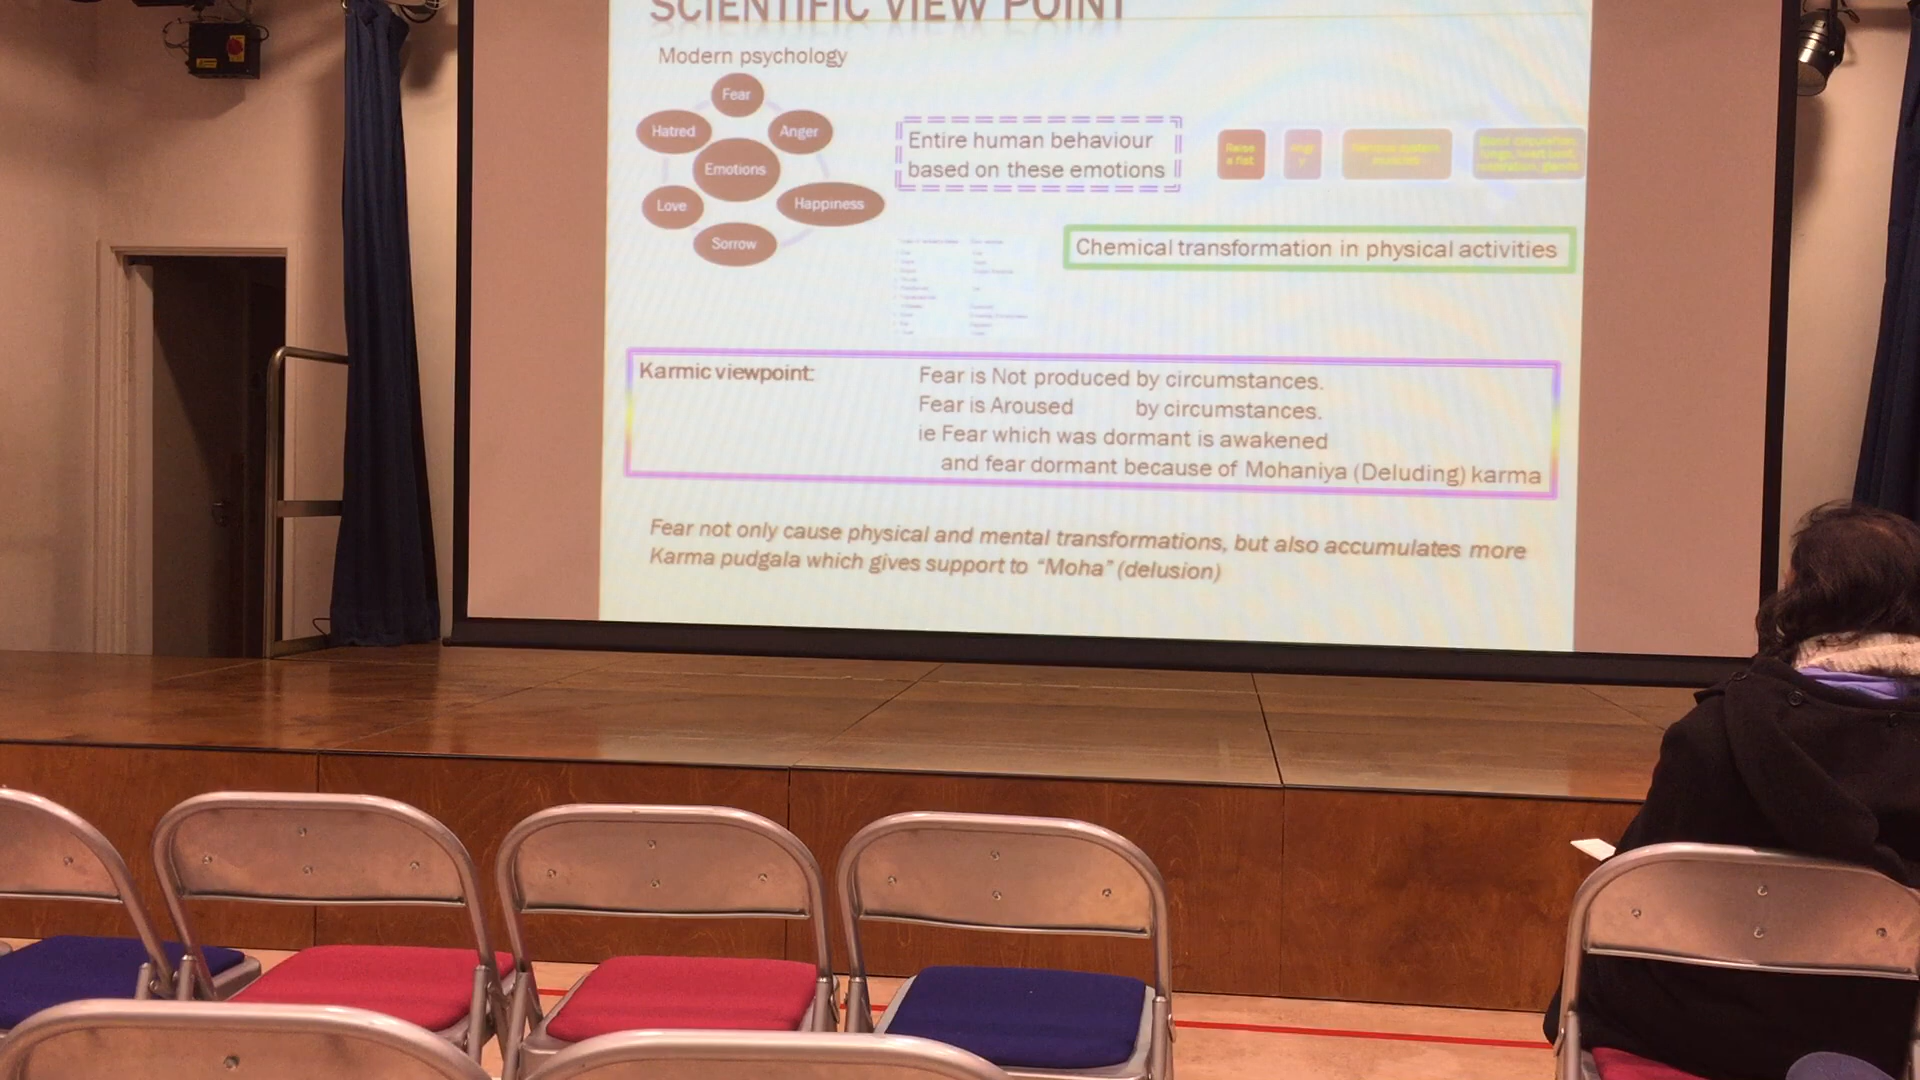 SCIENTIFIC VIEW POINT
Modern psychology
Fear
Hatred
Anger
Emotions
Love
Happiness
Sorrow
Entire human behaviour
based on these emotions
Raise
a fist
Chemical transformation in physical activities
Karmic viewpoint:
Fear is Not produced by circumstances.
Fear is Aroused by circumstances.
ie Fear which was dormant is awakened
and fear dormant because of Mohaniya (Deluding) karma
Fear not only cause physical and mental transformations, but also accumulates more
Karma pudgala which gives support to “Moha” (delusion)